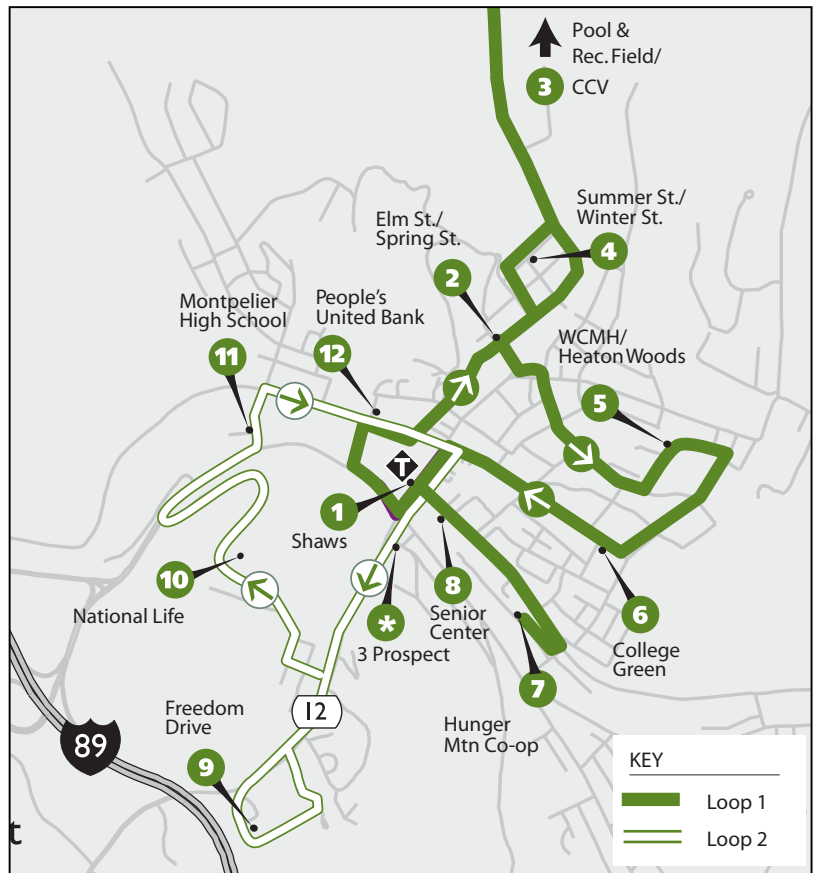 Pool &
Rec. Field/
3 CCV
Summer St./
Winter St.
4
Elm St./
Spring St.
2
Montpelier
High School
11
People's
United Bank
12
WCMH/
Heaton Woods
5
T
1
Shaws
10
National Life
*
3 Prospect
8
Senior
Center
6
College
Green
7
Hunger
Mtn Co-op
12
Freedom
Drive
89
9
t
KEY
Loop 1
Loop 2